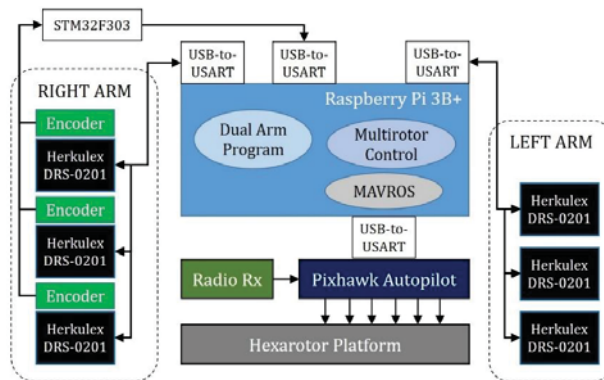 STM32F303
USB-to-
USART
USB-to-
USART
USB-to-
USART
RIGHT ARM
Encoder
Herkulex
DRS-0201
Encoder
Herkulex
DRS-0201
Encoder
Herkulex
DRS-0201
Raspberry Pi 3B+
Dual Arm
Program
Multirotor
Control
MAVROS
USB-to-
USART
Radio Rx
Pixhawk Autopilot
Hexarotor Platform
LEFT ARM
Herkulex
DRS-0201
Herkulex
DRS-0201
Herkulex
DRS-0201